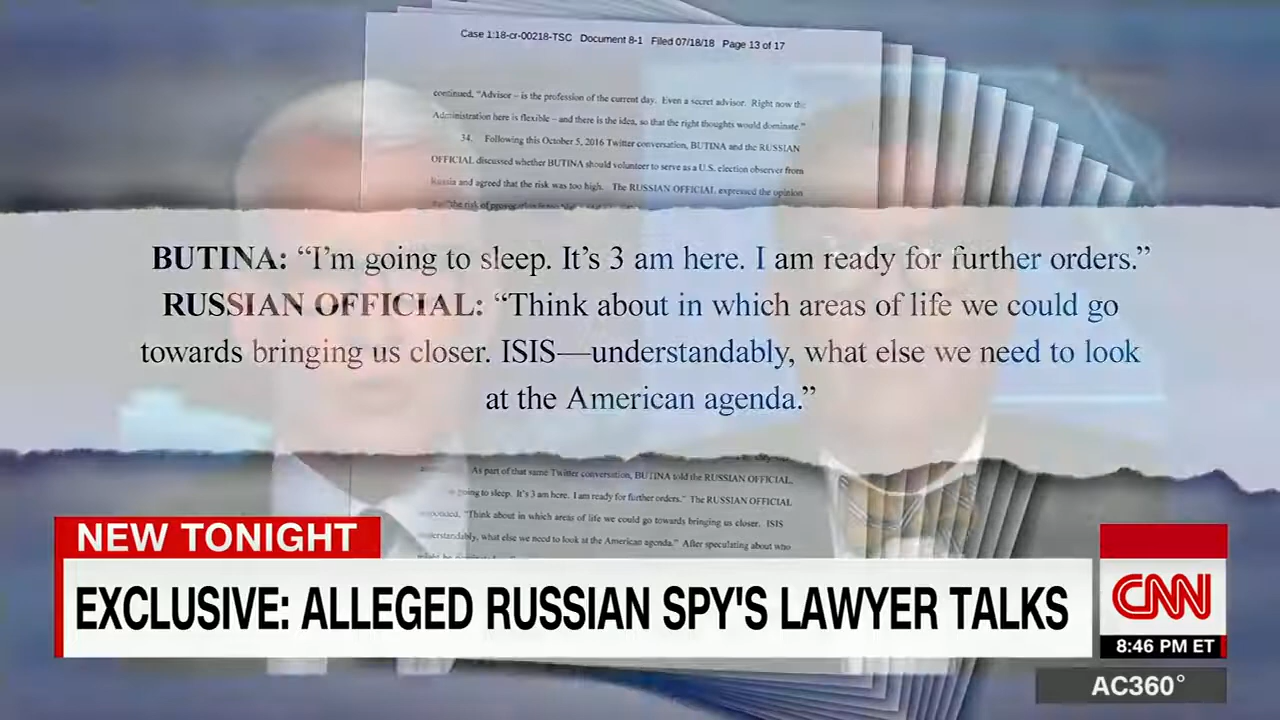 Case 1:18-cr-00218-TSC Document 8-1 Filed 07/18/18 Page 13 of 17
continued, "Advisor – is the profession of the current day. Even a secret advisor. Right now the
Administration here is flexible – and there is the idea, so that the right thoughts would dominate."
34. Following this October 5, 2016 Twitter conversation, BUTINA and the RUSSIAN
OFFICIAL discussed whether BUTINA should volunteer to serve as a U.S. election observer from
Russia and agreed that the risk was too high. The RUSSIAN OFFICIAL expressed the opinion
"the risk of provocation
BUTINA: “I’m going to sleep. It’s 3 am here. I am ready for further orders.”
RUSSIAN OFFICIAL: “Think about in which areas of life we could go
towards bringing us closer. ISIS—understandably, what else we need to look
at the American agenda.”
As part of that same Twitter conversation, BUTINA told the RUSSIAN OFFICIAL,
going to sleep. It's 3 am here. I am ready for further orders." The RUSSIAN OFFICIAL
"Think about in which areas of life we could go towards bringing us closer. ISIS
understandably, what else we need to look at the American agenda." After speculating about who
NEW TONIGHT
EXCLUSIVE: ALLEGED RUSSIAN SPY'S LAWYER TALKS
CNN
8:46 PM ET
AC360°